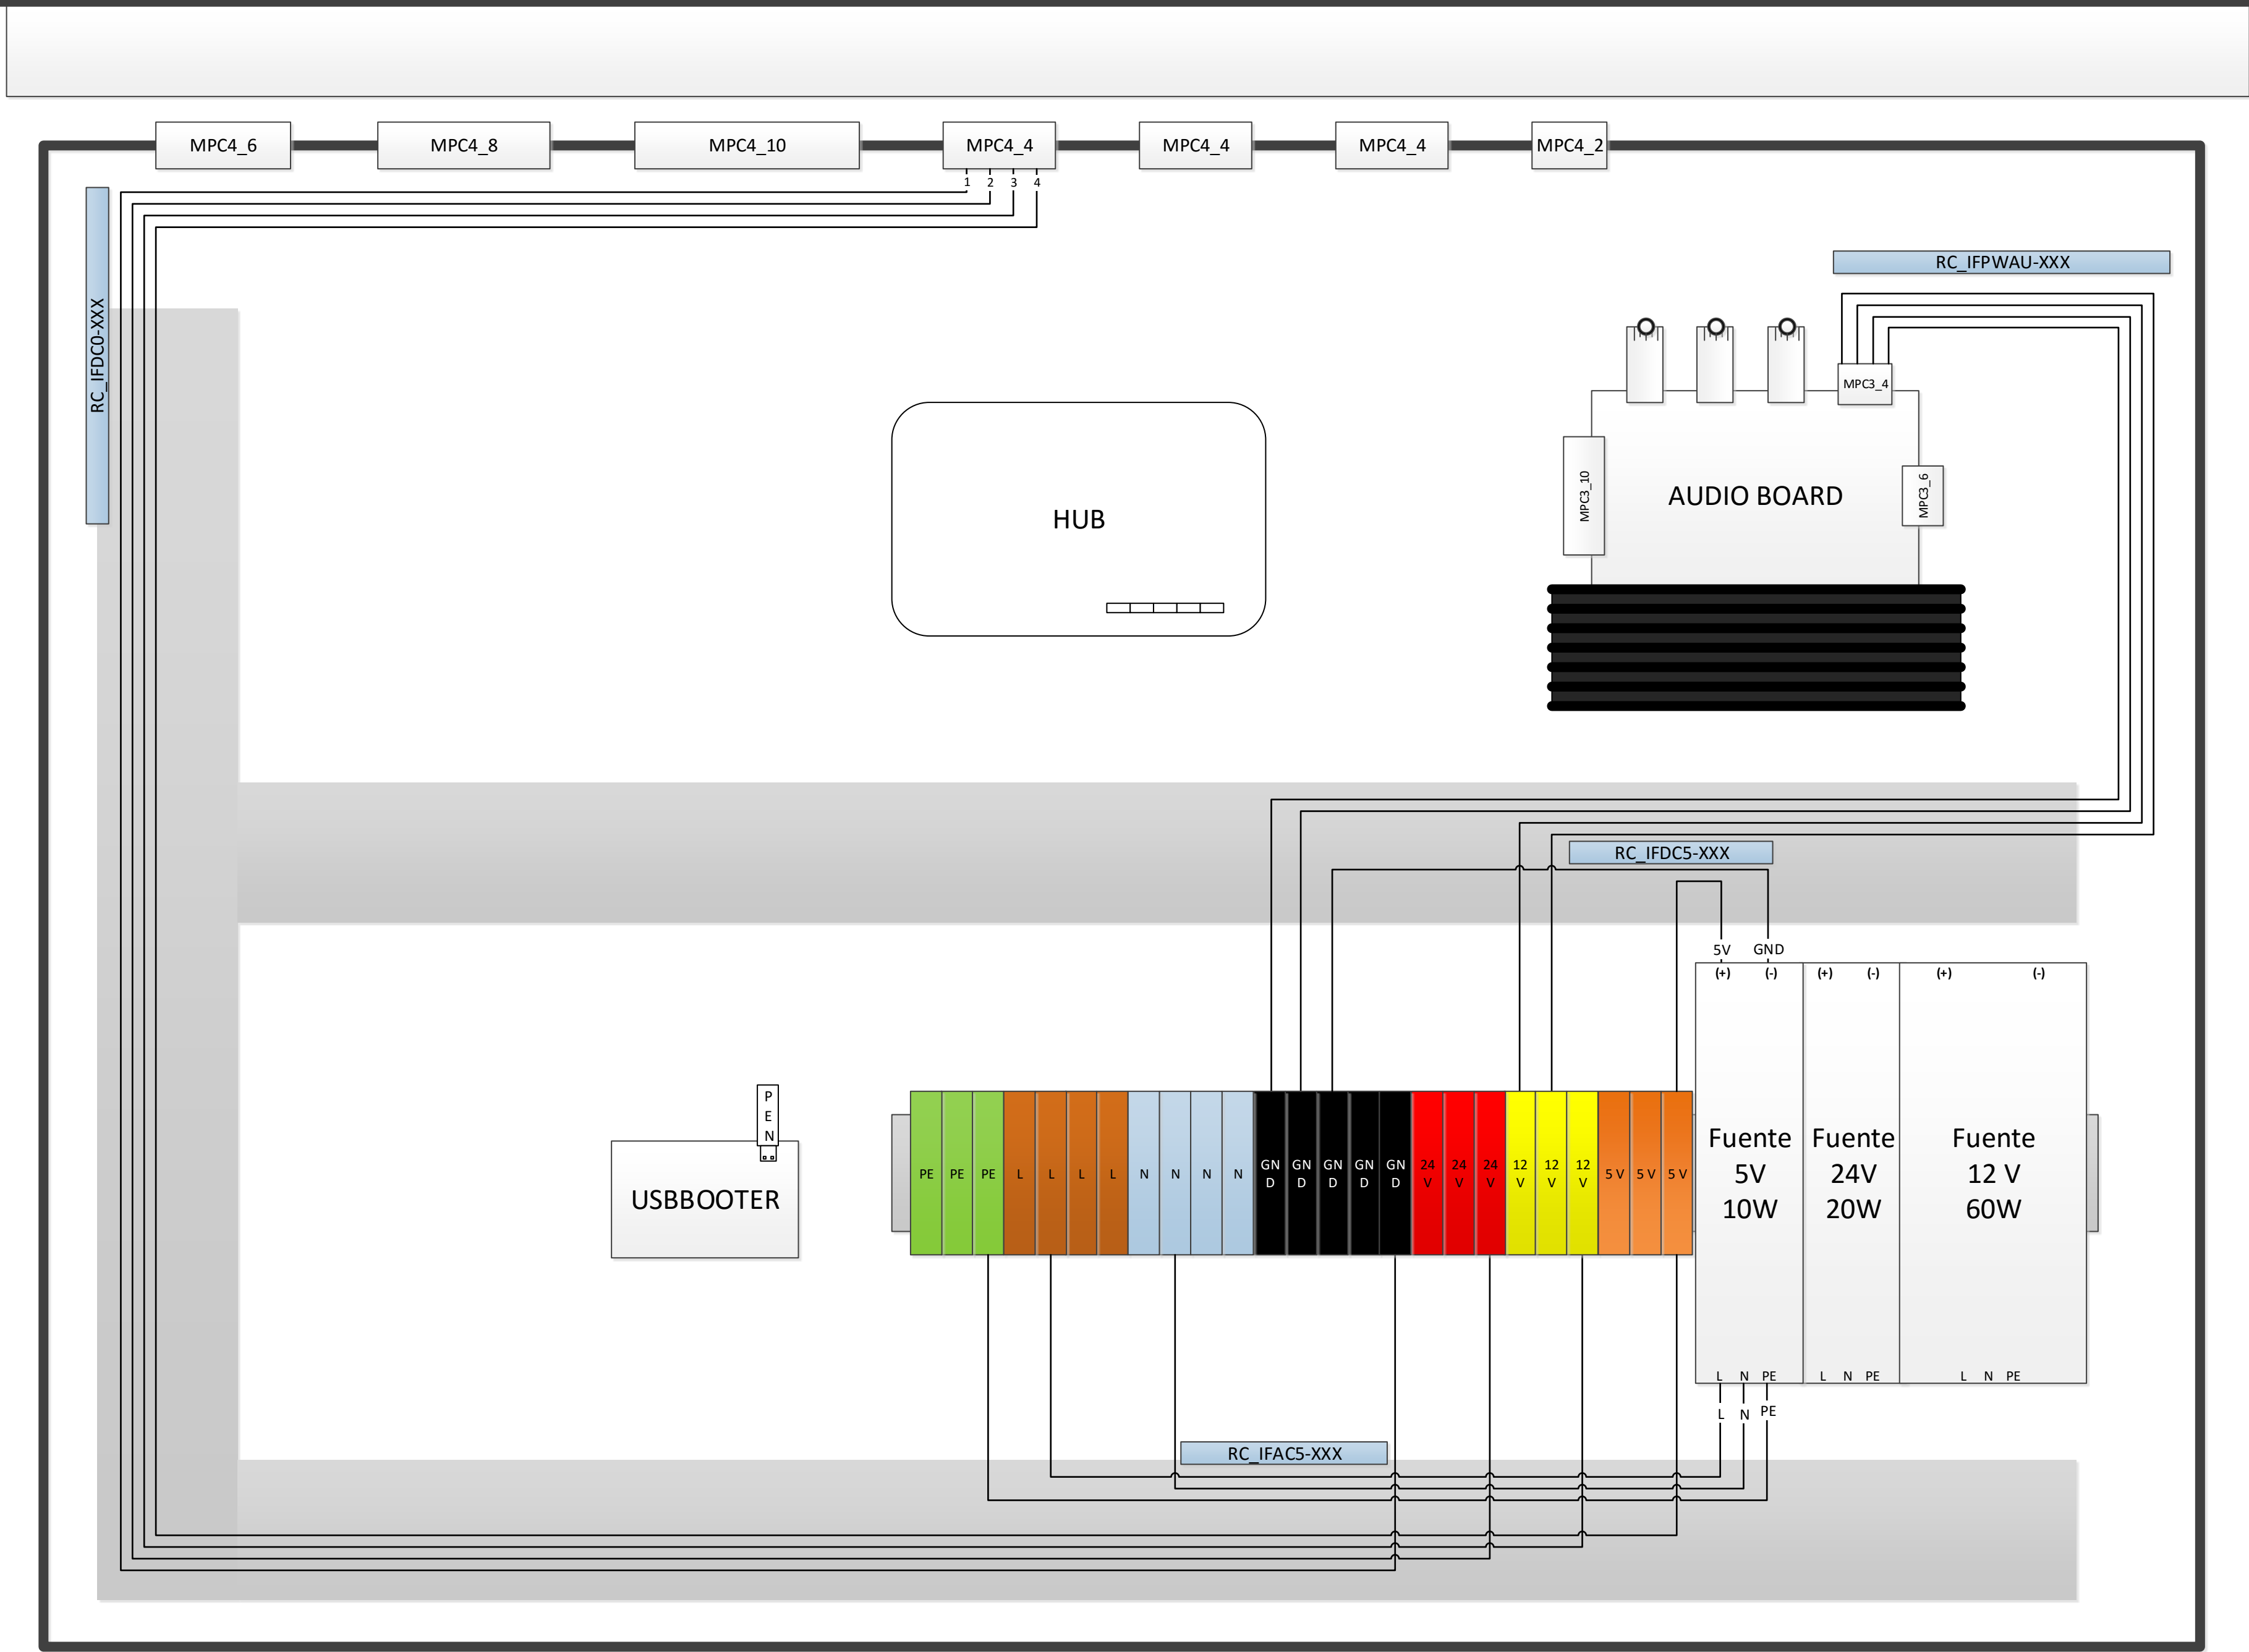 MPC4_6
MPC4_8
MPC4_10
MPC4_4
MPC4_4
MPC4_4
MPC4_2
1 2 3 4
RC_IFDC0-XXX
RC_IFPWAU-XXX
MPC3_4
MPC3_10
AUDIO BOARD
MPC3_6
HUB
RC_IFDC5-XXX
5V GND
(+) (-) (+) (-) (+) (-)
P
E
N
USBBOOTER
PE PE PE L L L L N N N N
GN
D
GN
D
GN
D
GN
D
GN
D
24
V
24
V
24
V
12
V
12
V
12
V
5 V 5 V 5 V
Fuente
5V
10W
Fuente
24V
20W
Fuente
12 V
60W
L N PE L N PE L N PE
L N PE
RC_IFAC5-XXX